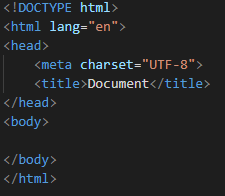 <!DOCTYPE html>
<html lang="en">
<head>
    <meta charset="UTF-8">
    <title>Document</title>
</head>
<body>

</body>
</html>